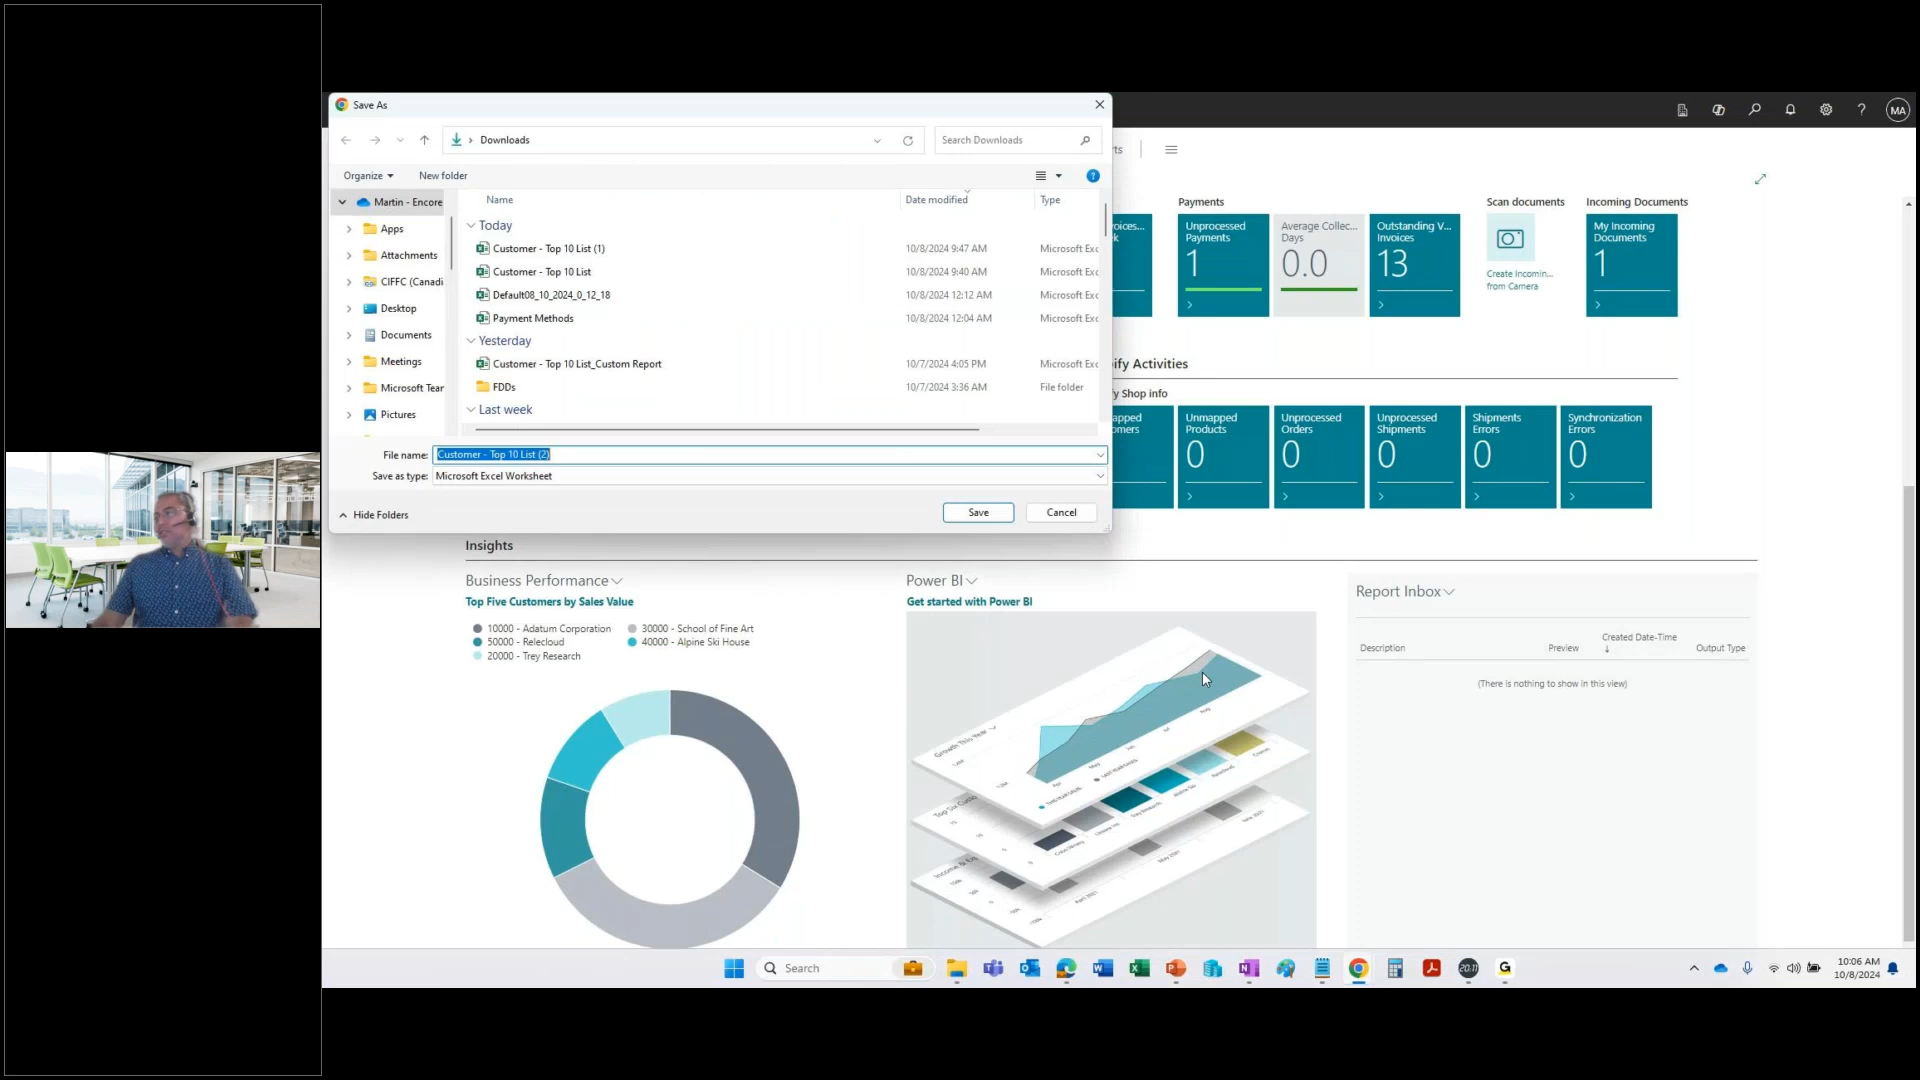 Save As
Downloads
Search Downloads
Organize
New folder
Martin - Encore
Apps
Attachments
CIFFC (Canadi
Desktop
Documents
Meetings
Microsoft Tear
Pictures
Name
Date modified
Type
Today
Customer - Top 10 List (1) 10/8/2024 9:47 AM Microsoft Exc
Customer - Top 10 List 10/8/2024 9:40 AM Microsoft Exc
Default08_10_2024_0_12_18 10/8/2024 12:12 AM Microsoft Exc
Payment Methods 10/8/2024 12:04 AM Microsoft Exc
Yesterday
Customer - Top 10 List_Custom Report 10/7/2024 4:05 PM Microsoft Exc
FDDs 10/7/2024 3:36 AM File folder
Last week
File name: Customer - Top 10 List (2)
Save as type: Microsoft Excel Worksheet
Hide Folders
Save
Cancel
MA
ts
Payments
Scan documents
Incoming Documents
oices...
k
Unprocessed
Payments
1
Average Collec...
Days
0.0
Outstanding V...
Invoices
13
Create Incomin...
from Camera
My Incoming
Documents
1
ify Activities
y Shop info
apped
omers
Unmapped
Products
0
Unprocessed
Orders
0
Unprocessed
Shipments
0
Shipments
Errors
0
Synchronization
Errors
0
Insights
Business Performance
Top Five Customers by Sales Value
10000 - Adatum Corporation
30000 - School of Fine Art
50000 - Relecloud
40000 - Alpine Ski House
20000 - Trey Research
Power BI
Get started with Power BI
Growth This Year
Report Inbox
Description
Preview
Created Date-Time
↓
Output Type
(There is nothing to show in this view)
Search
20:11
G
10:06 AM
10/8/2024